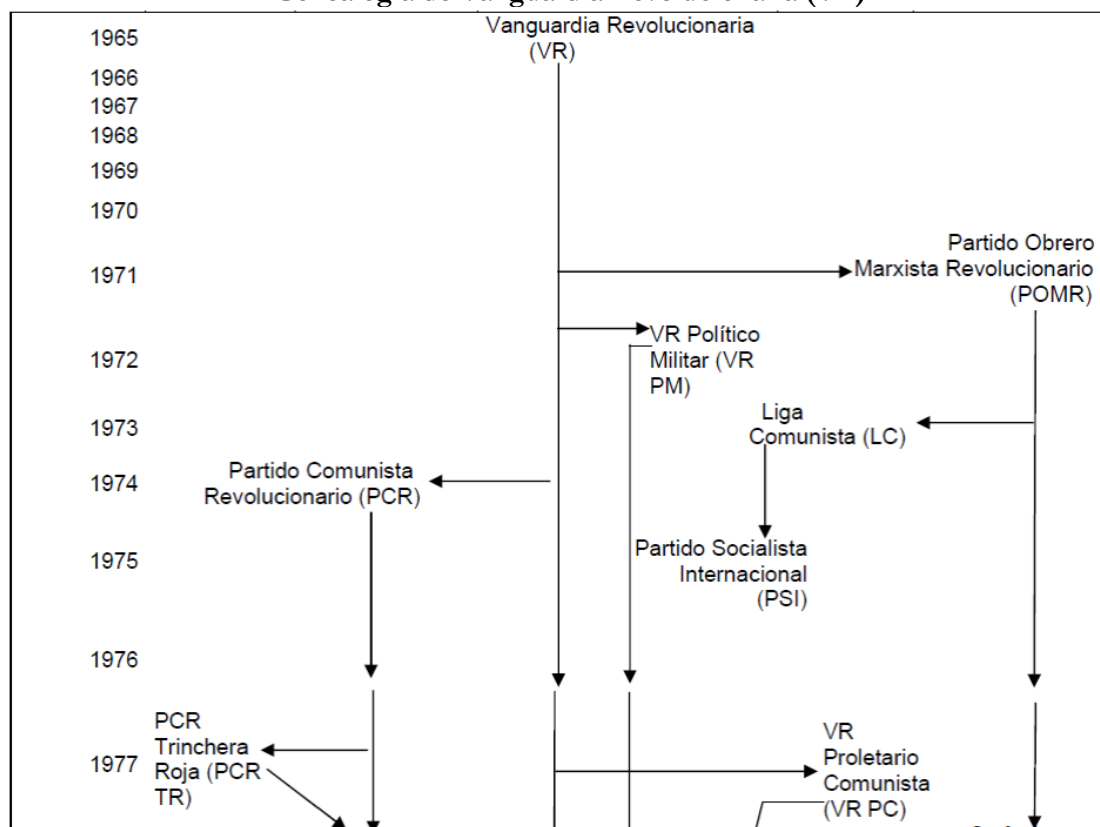 1965
Vanguardia Revolucionaria
(VR)
1966
1967
1968
1969
1970
Partido Obrero
1971
Marxista Revolucionario
(POMR)
VR Político
1972
Militar (VR
PM)
Liga
1973
Comunista (LC)
Partido Comunista
1974
Revolucionario (PCR)
Partido Socialista
1975
Internacional
(PSI)
1976
PCR
Trinchera
1977
Roja (PCR
TR)
VR
Proletario
Comunista
(VR PC)